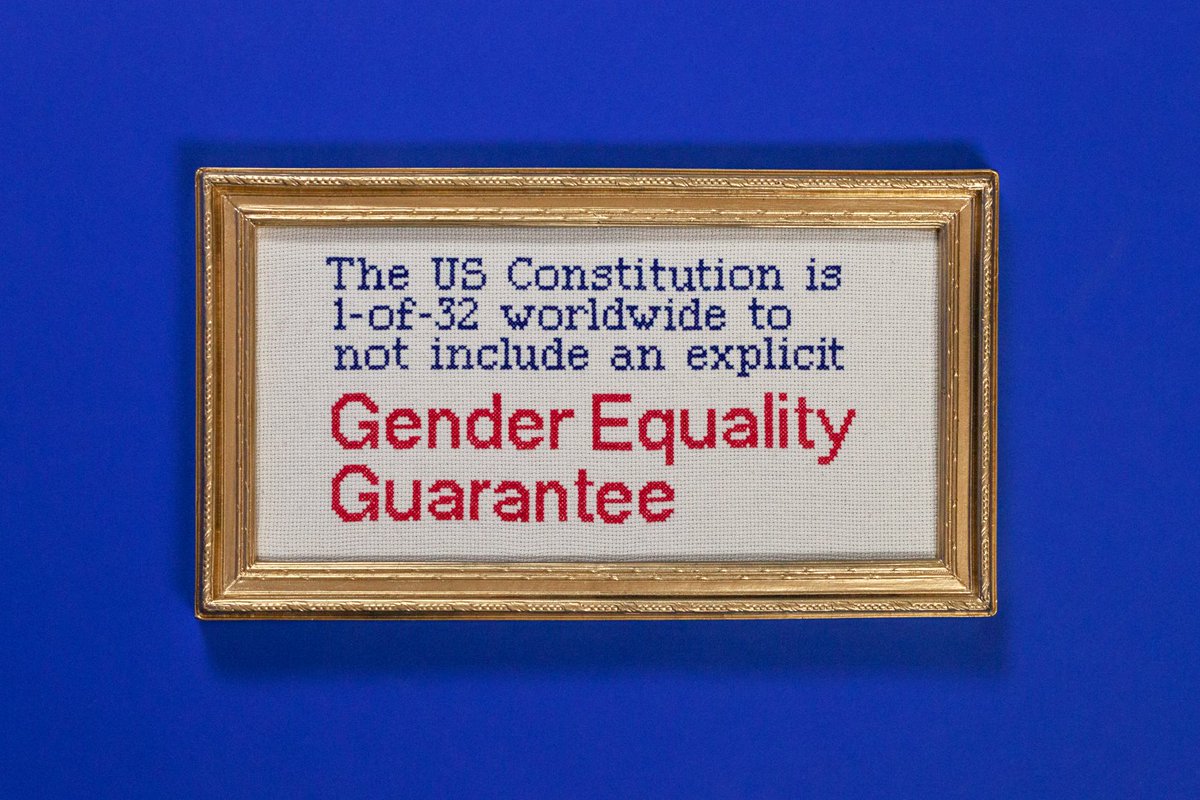 The US Constitution is
1-of-32 worldwide to
not include an explicit
Gender Equality
Guarantee